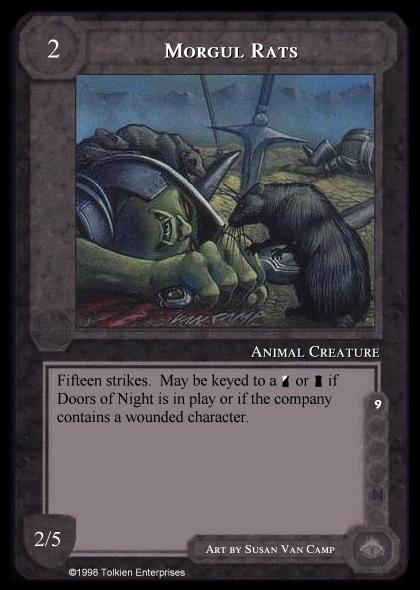 2
MORGUL RATS
VAN CAMP
ANIMAL CREATURE
Fifteen strikes. May be keyed to a or if
Doors of Night is in play or if the company
contains a wounded character.
9
N
2/5
ART BY SUSAN VAN CAMP
©1998 Tolkien Enterprises